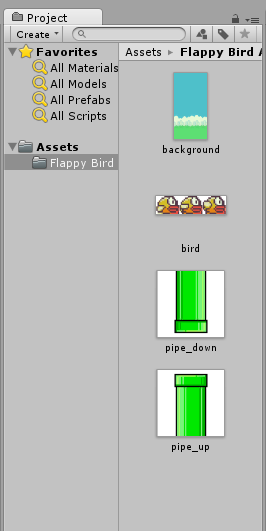 Project
Create
Favorites
All Materials
All Models
All Prefabs
All Scripts
Assets
Flappy Bird
Assets ▸ Flappy Bird A
background
bird
pipe_down
pipe_up